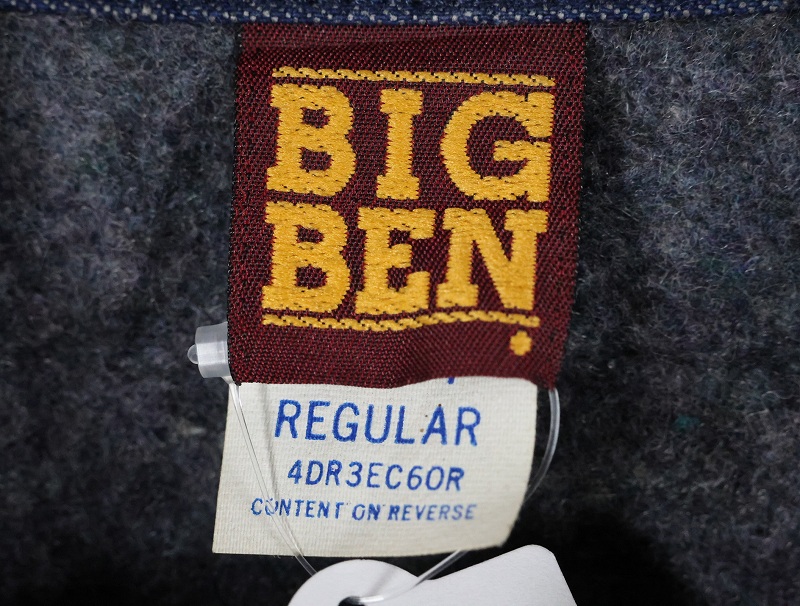 BIG
BEN
REGULAR
4DR3EC60R
CONTENT ON REVERSE